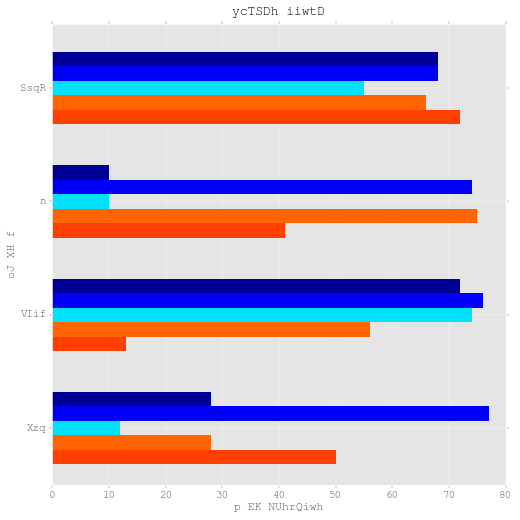 ycTSDh iiwtD
SsqR
n
VIif
Xzq
oJ XH f
0 10 20 30 40 50 60 70 80
p EK NUhrQiwh